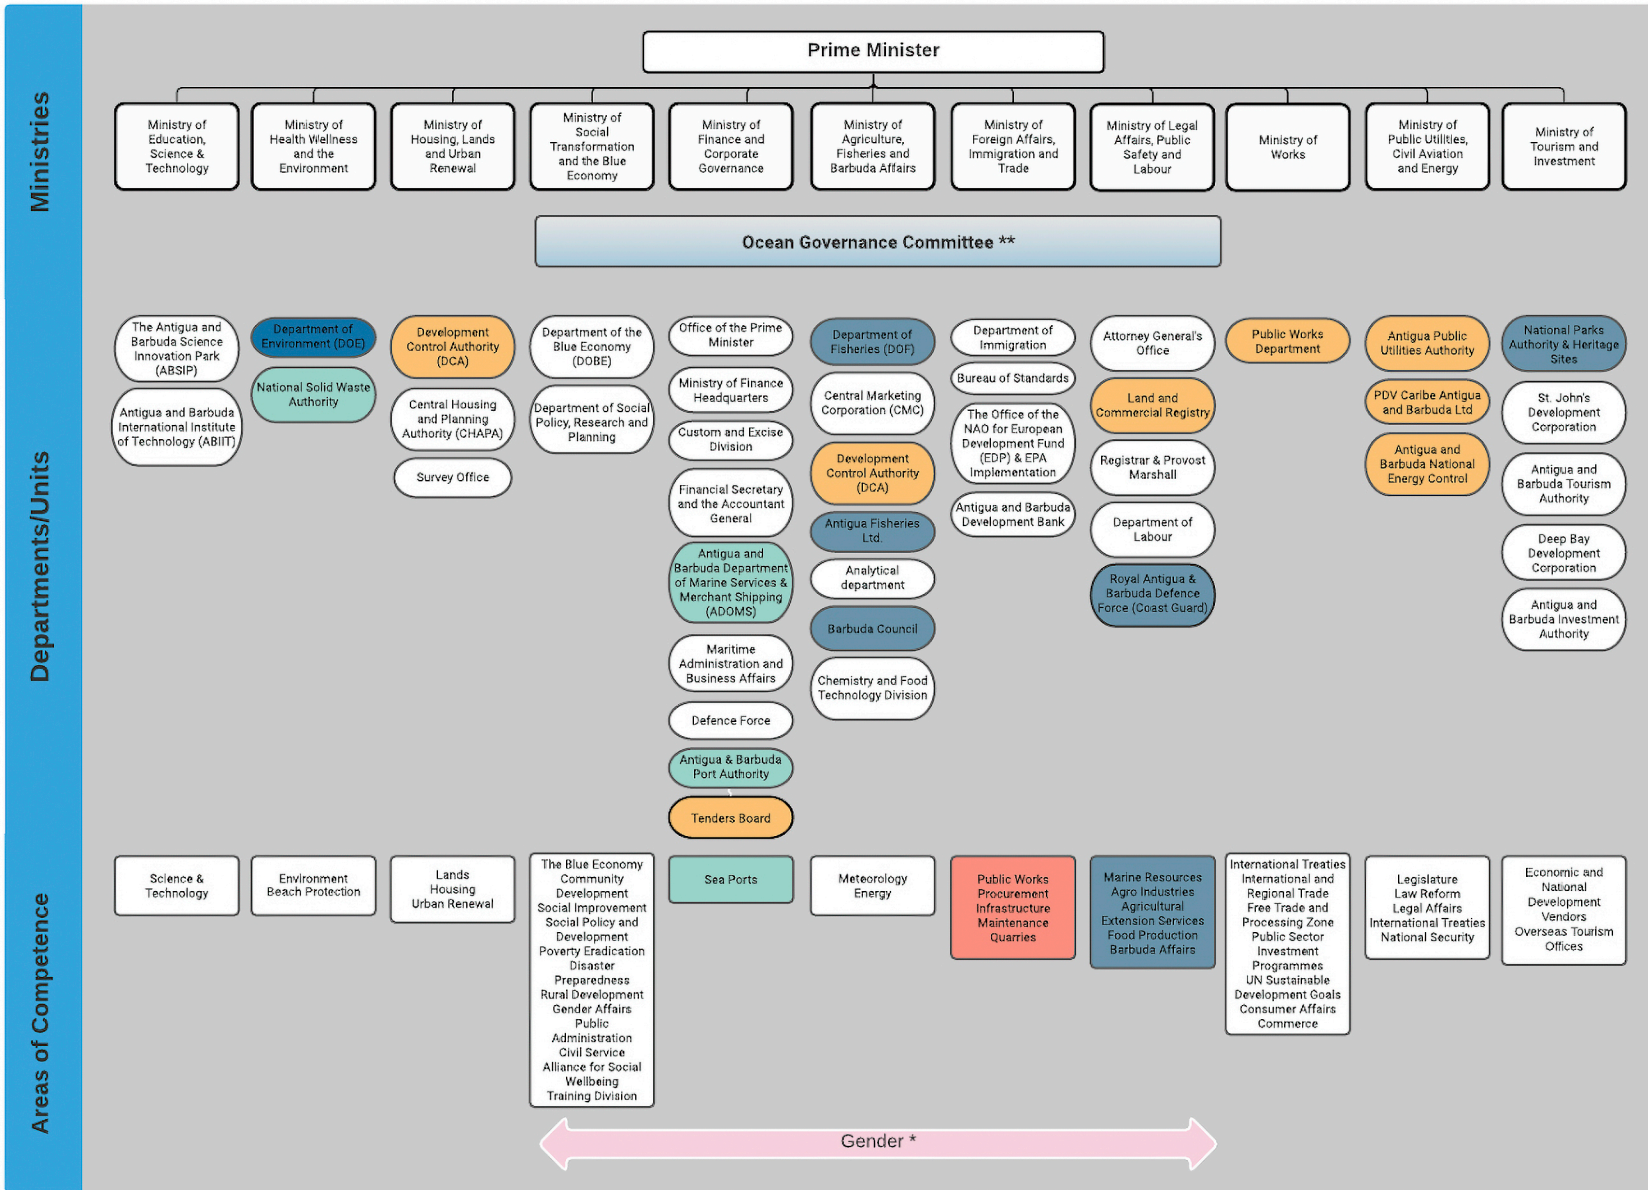 Prime Minister
Ministries
Ministry of
Education,
Science &
Technology
Ministry of
Health Wellness
and the
Environment
Ministry of
Housing, Lands
and Urban
Renewal
Ministry of
Social
Transformation
and the Blue
Economy
Ministry of
Finance and
Corporate
Governance
Ministry of
Agriculture,
Fisheries and
Barbuda Affairs
Ministry of
Foreign Affairs,
Immigration and
Trade
Ministry of Legal
Affairs, Public
Safety and
Labour
Ministry of
Works
Ministry of
Public Utilities,
Civil Aviation
and Energy
Ministry of
Tourism and
Investment
Ocean Governance Committee **
Departments/Units
The Antigua and
Barbuda Science
Innovation Park
(ABSIP)
Antigua and Barbuda
International Institute
of Technology (ABIIT)
Department of
Environment (DOE)
National Solid Waste
Authority
Development
Control Authority
(DCA)
Central Housing
and Planning
Authority (CHAPA)
Survey Office
Department of the
Blue Economy
(DOBE)
Department of Social
Policy, Research and
Planning
Office of the Prime
Minister
Ministry of Finance
Headquarters
Custom and Excise
Division
Financial Secretary
and the Accountant
General
Antigua and
Barbuda Department
of Marine Services &
Merchant Shipping
(ADOMS)
Maritime
Administration and
Business Affairs
Defence Force
Antigua & Barbuda
Port Authority
Tenders Board
Department of
Fisheries (DOF)
Central Marketing
Corporation (CMC)
Development
Control Authority
(DCA)
Antigua Fisheries
Ltd.
Analytical
department
Barbuda Council
Chemistry and Food
Technology Division
Department of
Immigration
Bureau of Standards
The Office of the
NAO for European
Development Fund
(EDP) & EPA
Implementation
Antigua and Barbuda
Development Bank
Attorney General's
Office
Land and
Commercial Registry
Registrar & Provost
Marshall
Department of
Labour
Royal Antigua &
Barbuda Defence
Force (Coast Guard)
Public Works
Department
Antigua Public
Utilities Authority
PDV Caribe Antigua
and Barbuda Ltd
Antigua and
Barbuda National
Energy Control
National Parks
Authority & Heritage
Sites
St. John's
Development
Corporation
Antigua and
Barbuda Tourism
Authority
Deep Bay
Development
Corporation
Antigua and
Barbuda Investment
Authority
Areas of Competence
Science &
Technology
Environment
Beach Protection
Lands
Housing
Urban Renewal
The Blue Economy
Community
Development
Social Improvement
Social Policy and
Development
Poverty Eradication
Disaster
Preparedness
Rural Development
Gender Affairs
Public
Administration
Civil Service
Alliance for Social
Wellbeing
Training Division
Sea Ports
Meteorology
Energy
Public Works
Procurement
Infrastructure
Maintenance
Quarries
Marine Resources
Agro Industries
Agricultural
Extension Services
Food Production
Barbuda Affairs
International Treaties
International and
Regional Trade
Free Trade and
Processing Zone
Public Sector
Investment
Programmes
UN Sustainable
Development Goals
Consumer Affairs
Commerce
Legislature
Law Reform
Legal Affairs
International Treaties
National Security
Economic and
National
Development
Vendors
Overseas Tourism
Offices
Gender *